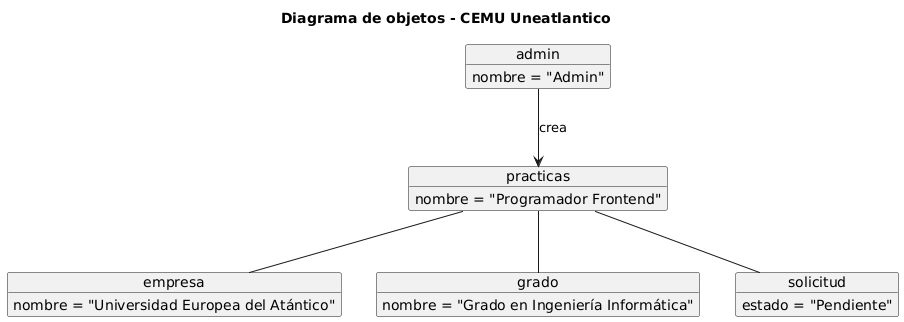 Diagrama de objetos - CEMU Uneatlantico
admin
nombre = "Admin"
crea
practicas
nombre = "Programador Frontend"
empresa
nombre = "Universidad Europea del Atántico"
grado
nombre = "Grado en Ingeniería Informática"
solicitud
estado = "Pendiente"